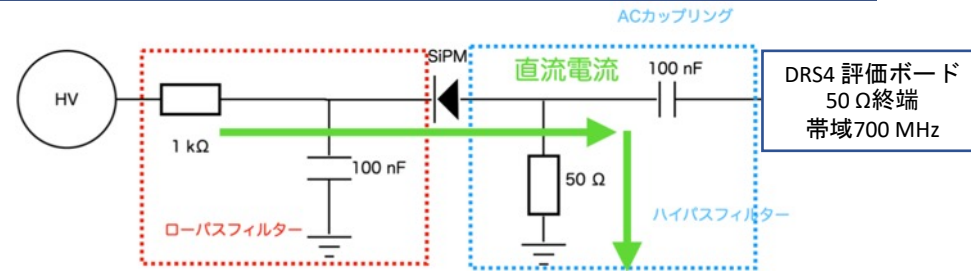 ACカップリング
HV
1 kΩ
100 nF
ローパスフィルター
SiPM
直流電流
100 nF
50 Ω
ハイパスフィルター
DRS4 評価ボード
50 Ω終端
帯域700 MHz